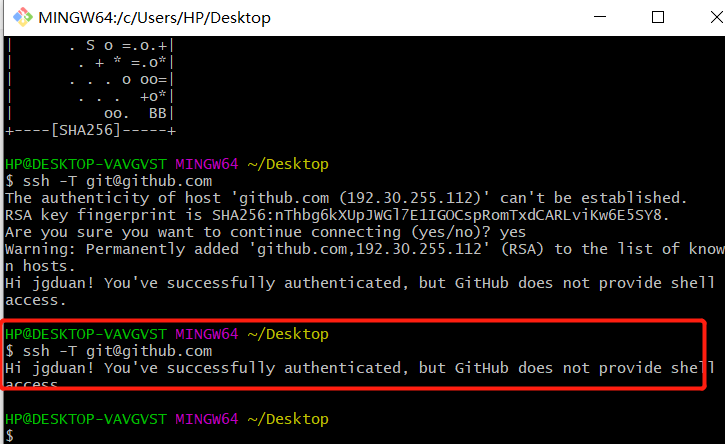 MINGW64:/c/Users/HP/Desktop
|      . S o =.o.+|
|       . + * =.o*|
|      . . . o oo=|
|       . . .  +o*|
|         oo.  BB|
+----[SHA256]-----+
HP@DESKTOP-VAVGVST MINGW64 ~/Desktop
$ ssh -T git@github.com
The authenticity of host 'github.com (192.30.255.112)' can't be established.
RSA key fingerprint is SHA256:nThbg6kXUpJWGl7E1IGOCspRomTxdCARLviKw6E5SY8.
Are you sure you want to continue connecting (yes/no)? yes
Warning: Permanently added 'github.com,192.30.255.112' (RSA) to the list of know
n hosts.
Hi jgduan! You've successfully authenticated, but GitHub does not provide shell
access.
HP@DESKTOP-VAVGVST MINGW64 ~/Desktop
$ ssh -T git@github.com
Hi jgduan! You've successfully authenticated, but GitHub does not provide shell
access.
HP@DESKTOP-VAVGVST MINGW64 ~/Desktop
$